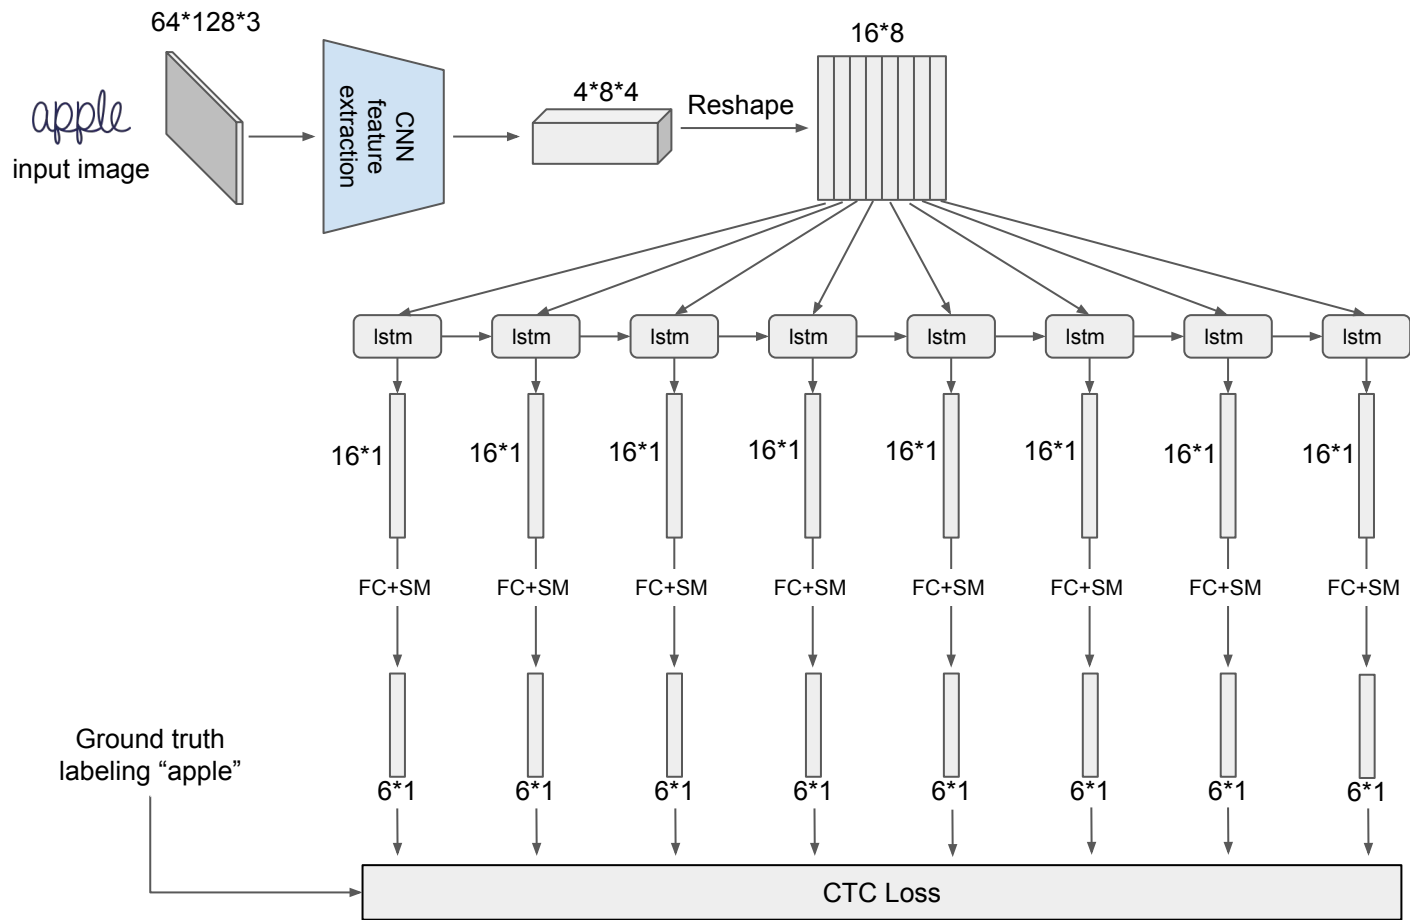 64*128*3
16*8
apple
input image
CNN
feature
extraction
4*8*4
Reshape
lstm lstm lstm lstm lstm lstm lstm lstm
16*1 16*1 16*1 16*1 16*1 16*1 16*1 16*1
FC+SM FC+SM FC+SM FC+SM FC+SM FC+SM FC+SM FC+SM
Ground truth
labeling “apple”
6*1 6*1 6*1 6*1 6*1 6*1 6*1 6*1
CTC Loss